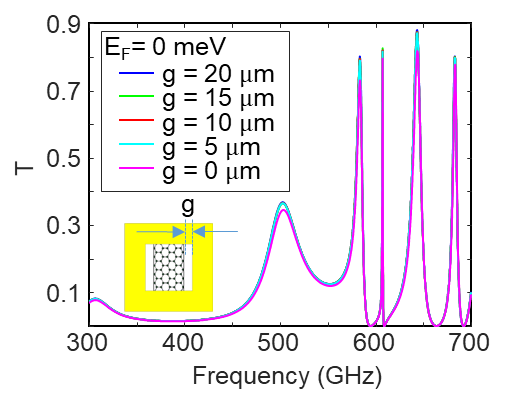 0.9
0.7
0.5
0.3
0.1
T
E_F= 0 meV
g = 20 μm
g = 15 μm
g = 10 μm
g = 5 μm
g = 0 μm
g
300 400 500 600 700
Frequency (GHz)